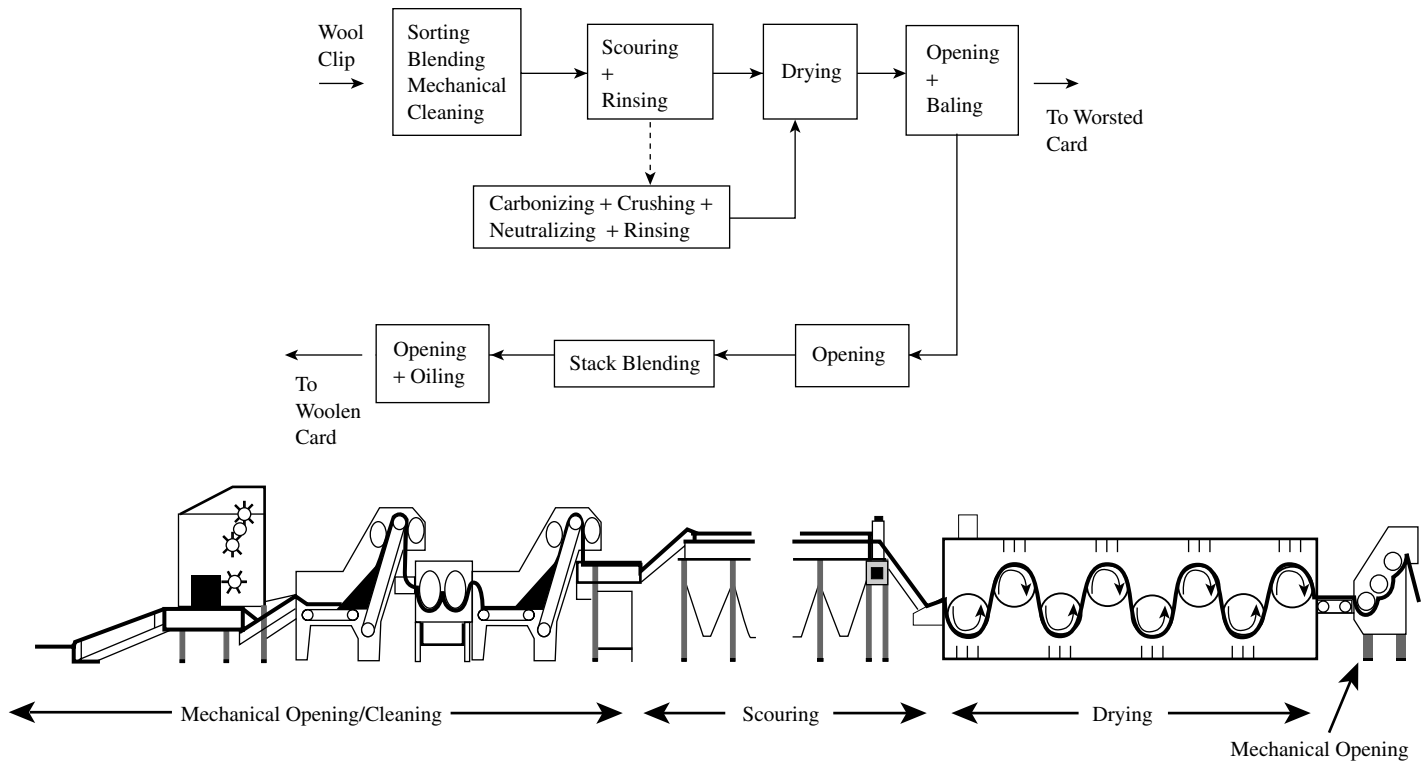 Wool
Clip
Sorting
Blending
Mechanical
Cleaning
Scouring
+
Rinsing
Drying
Opening
+
Baling
To Worsted
Card
Carbonizing + Crushing +
Neutralizing + Rinsing
Opening
Stack Blending
Opening
+ Oiling
To
Woolen
Card
Mechanical Opening/Cleaning
Scouring
Drying
Mechanical Opening